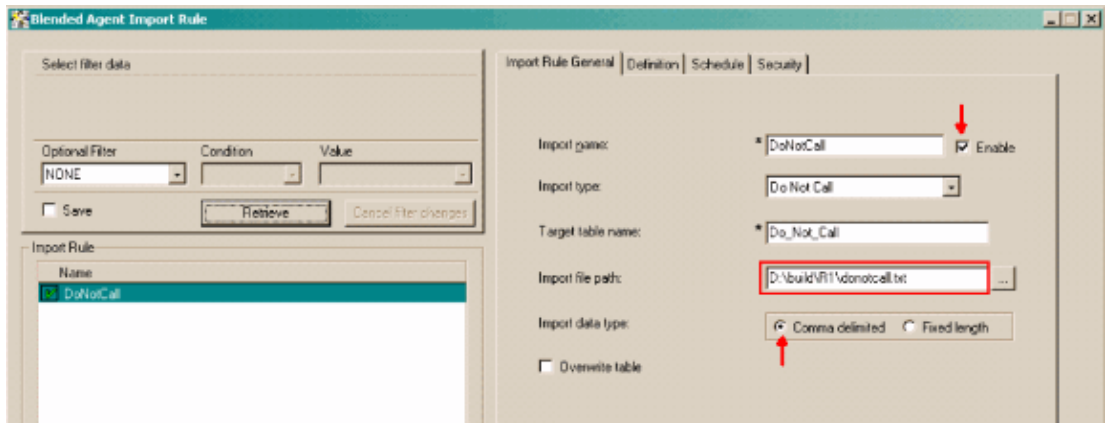 Blended Agent Import Rule
Select filter data
Optional Filter Condition Value
NONE
Save Retrieve Cancel filter changes
Import Rule
Name
DoNotCall
Import Rule General Definition Schedule Security
Import name: * DoNotCall Enable
Import type: Do Not Call
Target table name: * Do_Not_Call
Import file path: D:\build\R1\donotcall.txt ...
Import data type: Comma delimited Fixed length
Overwrite table